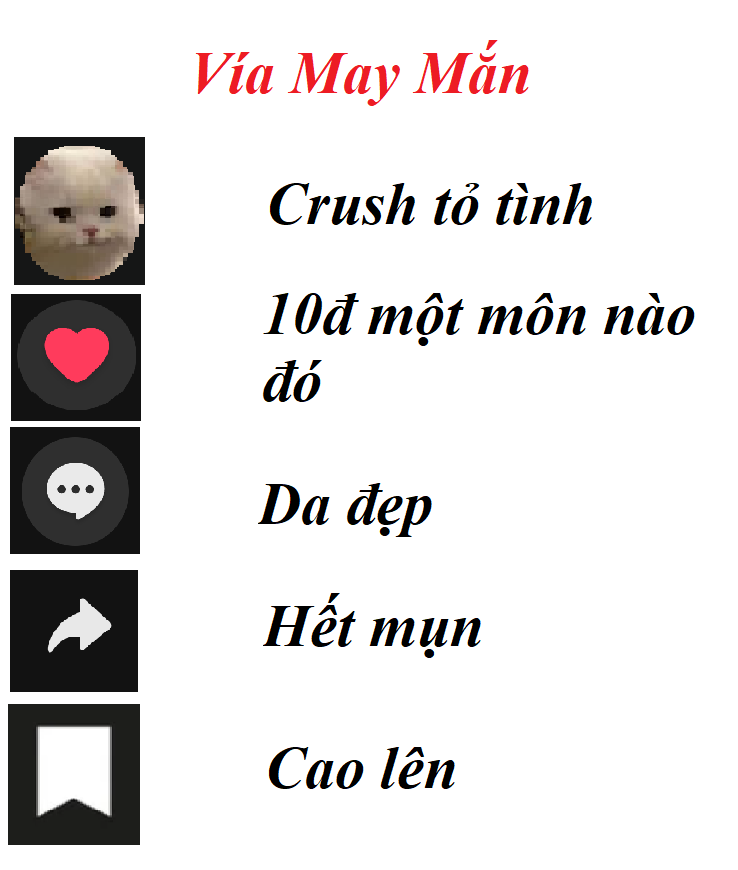 Vía May Mắn
Crush tỏ tình
10đ một môn nào
đó
Da đẹp
Hết mụn
Cao lên